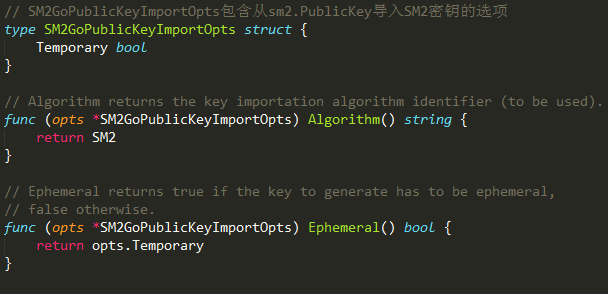 // SM2GoPublicKeyImportOpts包含从sm2.PublicKey导入SM2密钥的选项
type SM2GoPublicKeyImportOpts struct {
    Temporary bool
}
// Algorithm returns the key importation algorithm identifier (to be used).
func (opts *SM2GoPublicKeyImportOpts) Algorithm() string {
    return SM2
}
// Ephemeral returns true if the key to generate has to be ephemeral,
// false otherwise.
func (opts *SM2GoPublicKeyImportOpts) Ephemeral() bool {
    return opts.Temporary
}